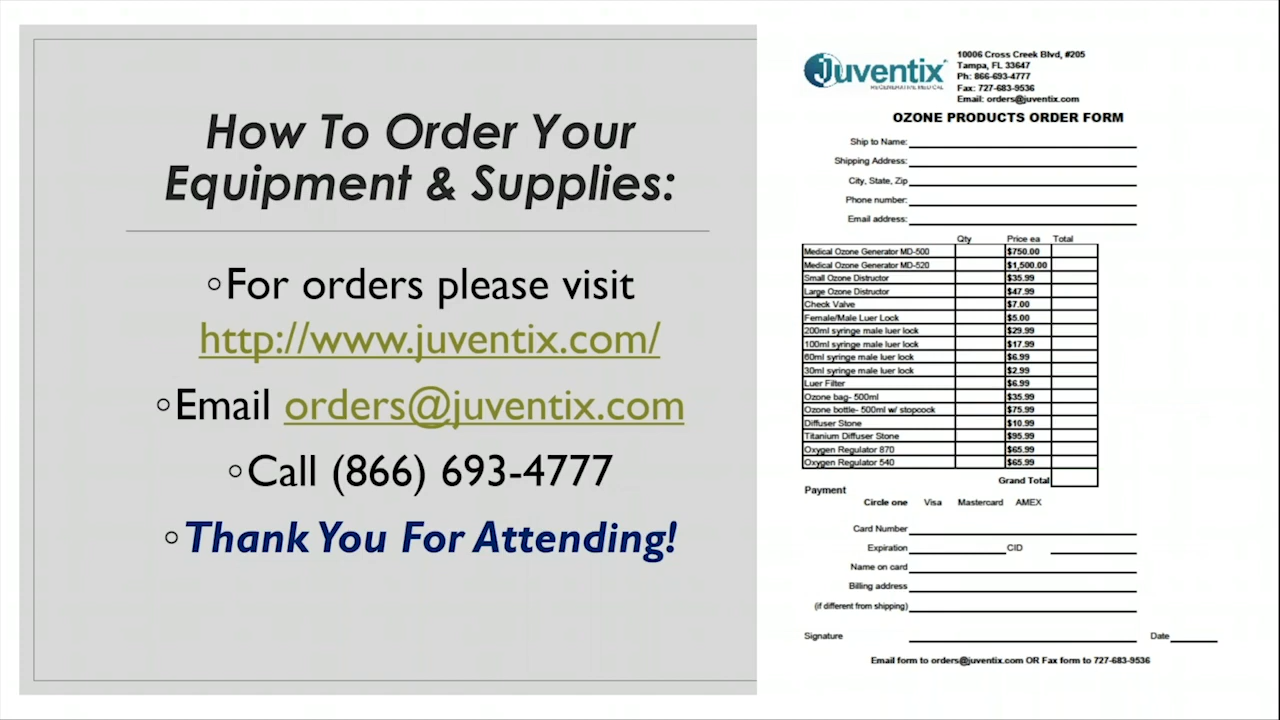 How To Order Your
Equipment & Supplies:
◦For orders please visit
http://www.juventix.com/
◦Email orders@juventix.com
◦Call (866) 693-4777
◦Thank You For Attending!
Juventix
REGENERATIVE MEDICAL
10006 Cross Creek Blvd, #205
Tampa, FL 33647
Ph: 866-693-4777
Fax: 727-683-9536
Email: orders@juventix.com
OZONE PRODUCTS ORDER FORM
Ship to Name:
Shipping Address:
City, State, Zip
Phone number:
Email address:
Qty Price ea Total
Medical Ozone Generator MD-500 $750.00
Medical Ozone Generator MD-520 $1,500.00
Small Ozone Distructor $35.99
Large Ozone Distructor $47.99
Check Valve $7.00
Female/Male Luer Lock $5.00
200ml syringe male luer lock $29.99
100ml syringe male luer lock $17.99
60ml syringe male luer lock $6.99
30ml syringe male luer lock $2.99
Luer Filter $6.99
Ozone bag- 500ml $35.99
Ozone bottle- 500ml w/ stopcock $75.99
Diffuser Stone $10.99
Titanium Diffuser Stone $95.99
Oxygen Regulator 870 $65.99
Oxygen Regulator 540 $65.99
Grand Total
Payment
Circle one Visa Mastercard AMEX
Card Number
Expiration CID
Name on card
Billing address
(if different from shipping)
Signature Date
Email form to orders@juventix.com OR Fax form to 727-683-9536